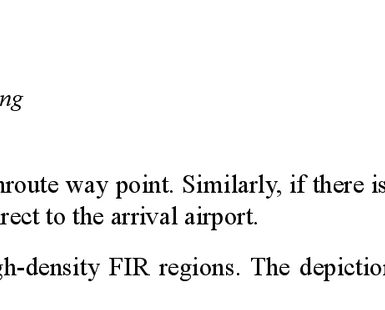 ng
nroute way point. Similarly, if there is
rect to the arrival airport.
gh-density FIR regions. The depiction